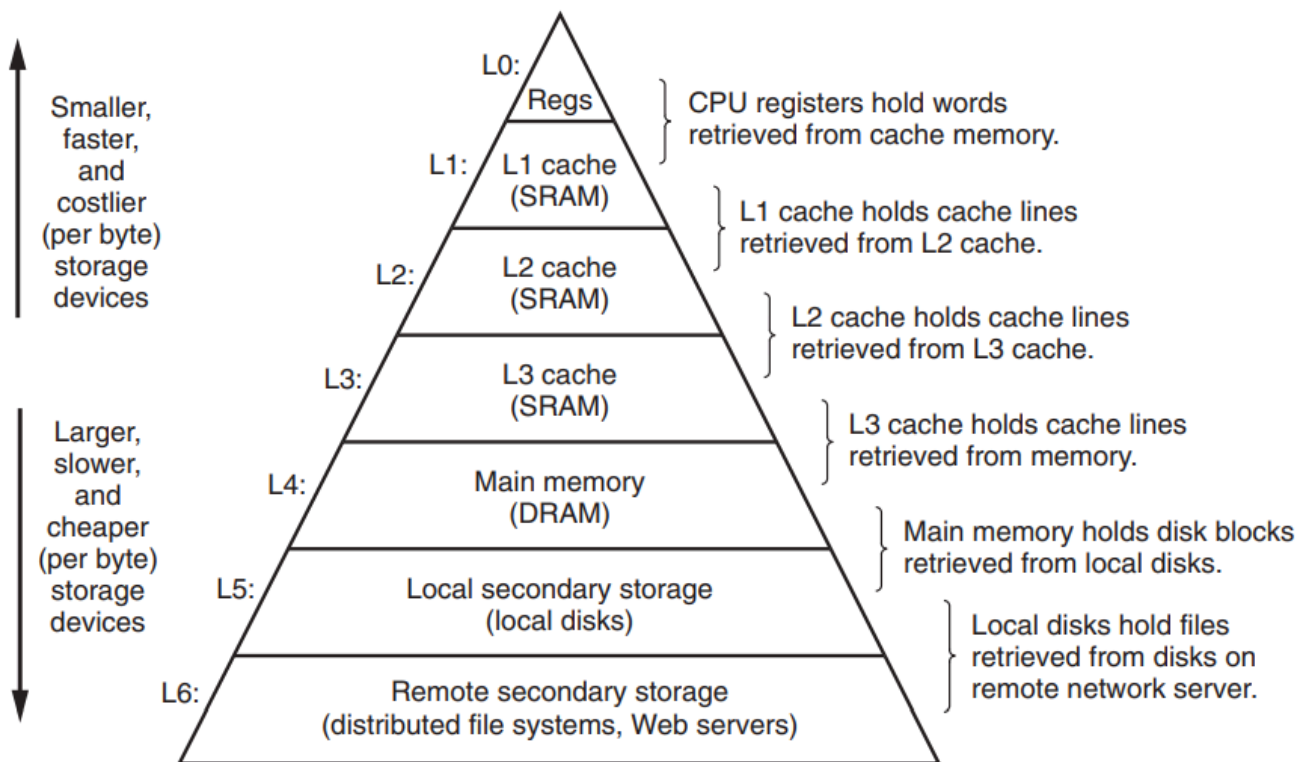 Smaller,
faster,
and
costlier
(per byte)
storage
devices
Larger,
slower,
and
cheaper
(per byte)
storage
devices
L0:
Regs
L1:
L1 cache
(SRAM)
L2:
L2 cache
(SRAM)
L3:
L3 cache
(SRAM)
L4:
Main memory
(DRAM)
L5:
Local secondary storage
(local disks)
L6:
Remote secondary storage
(distributed file systems, Web servers)
CPU registers hold words
retrieved from cache memory.
L1 cache holds cache lines
retrieved from L2 cache.
L2 cache holds cache lines
retrieved from L3 cache.
L3 cache holds cache lines
retrieved from memory.
Main memory holds disk blocks
retrieved from local disks.
Local disks hold files
retrieved from disks on
remote network server.